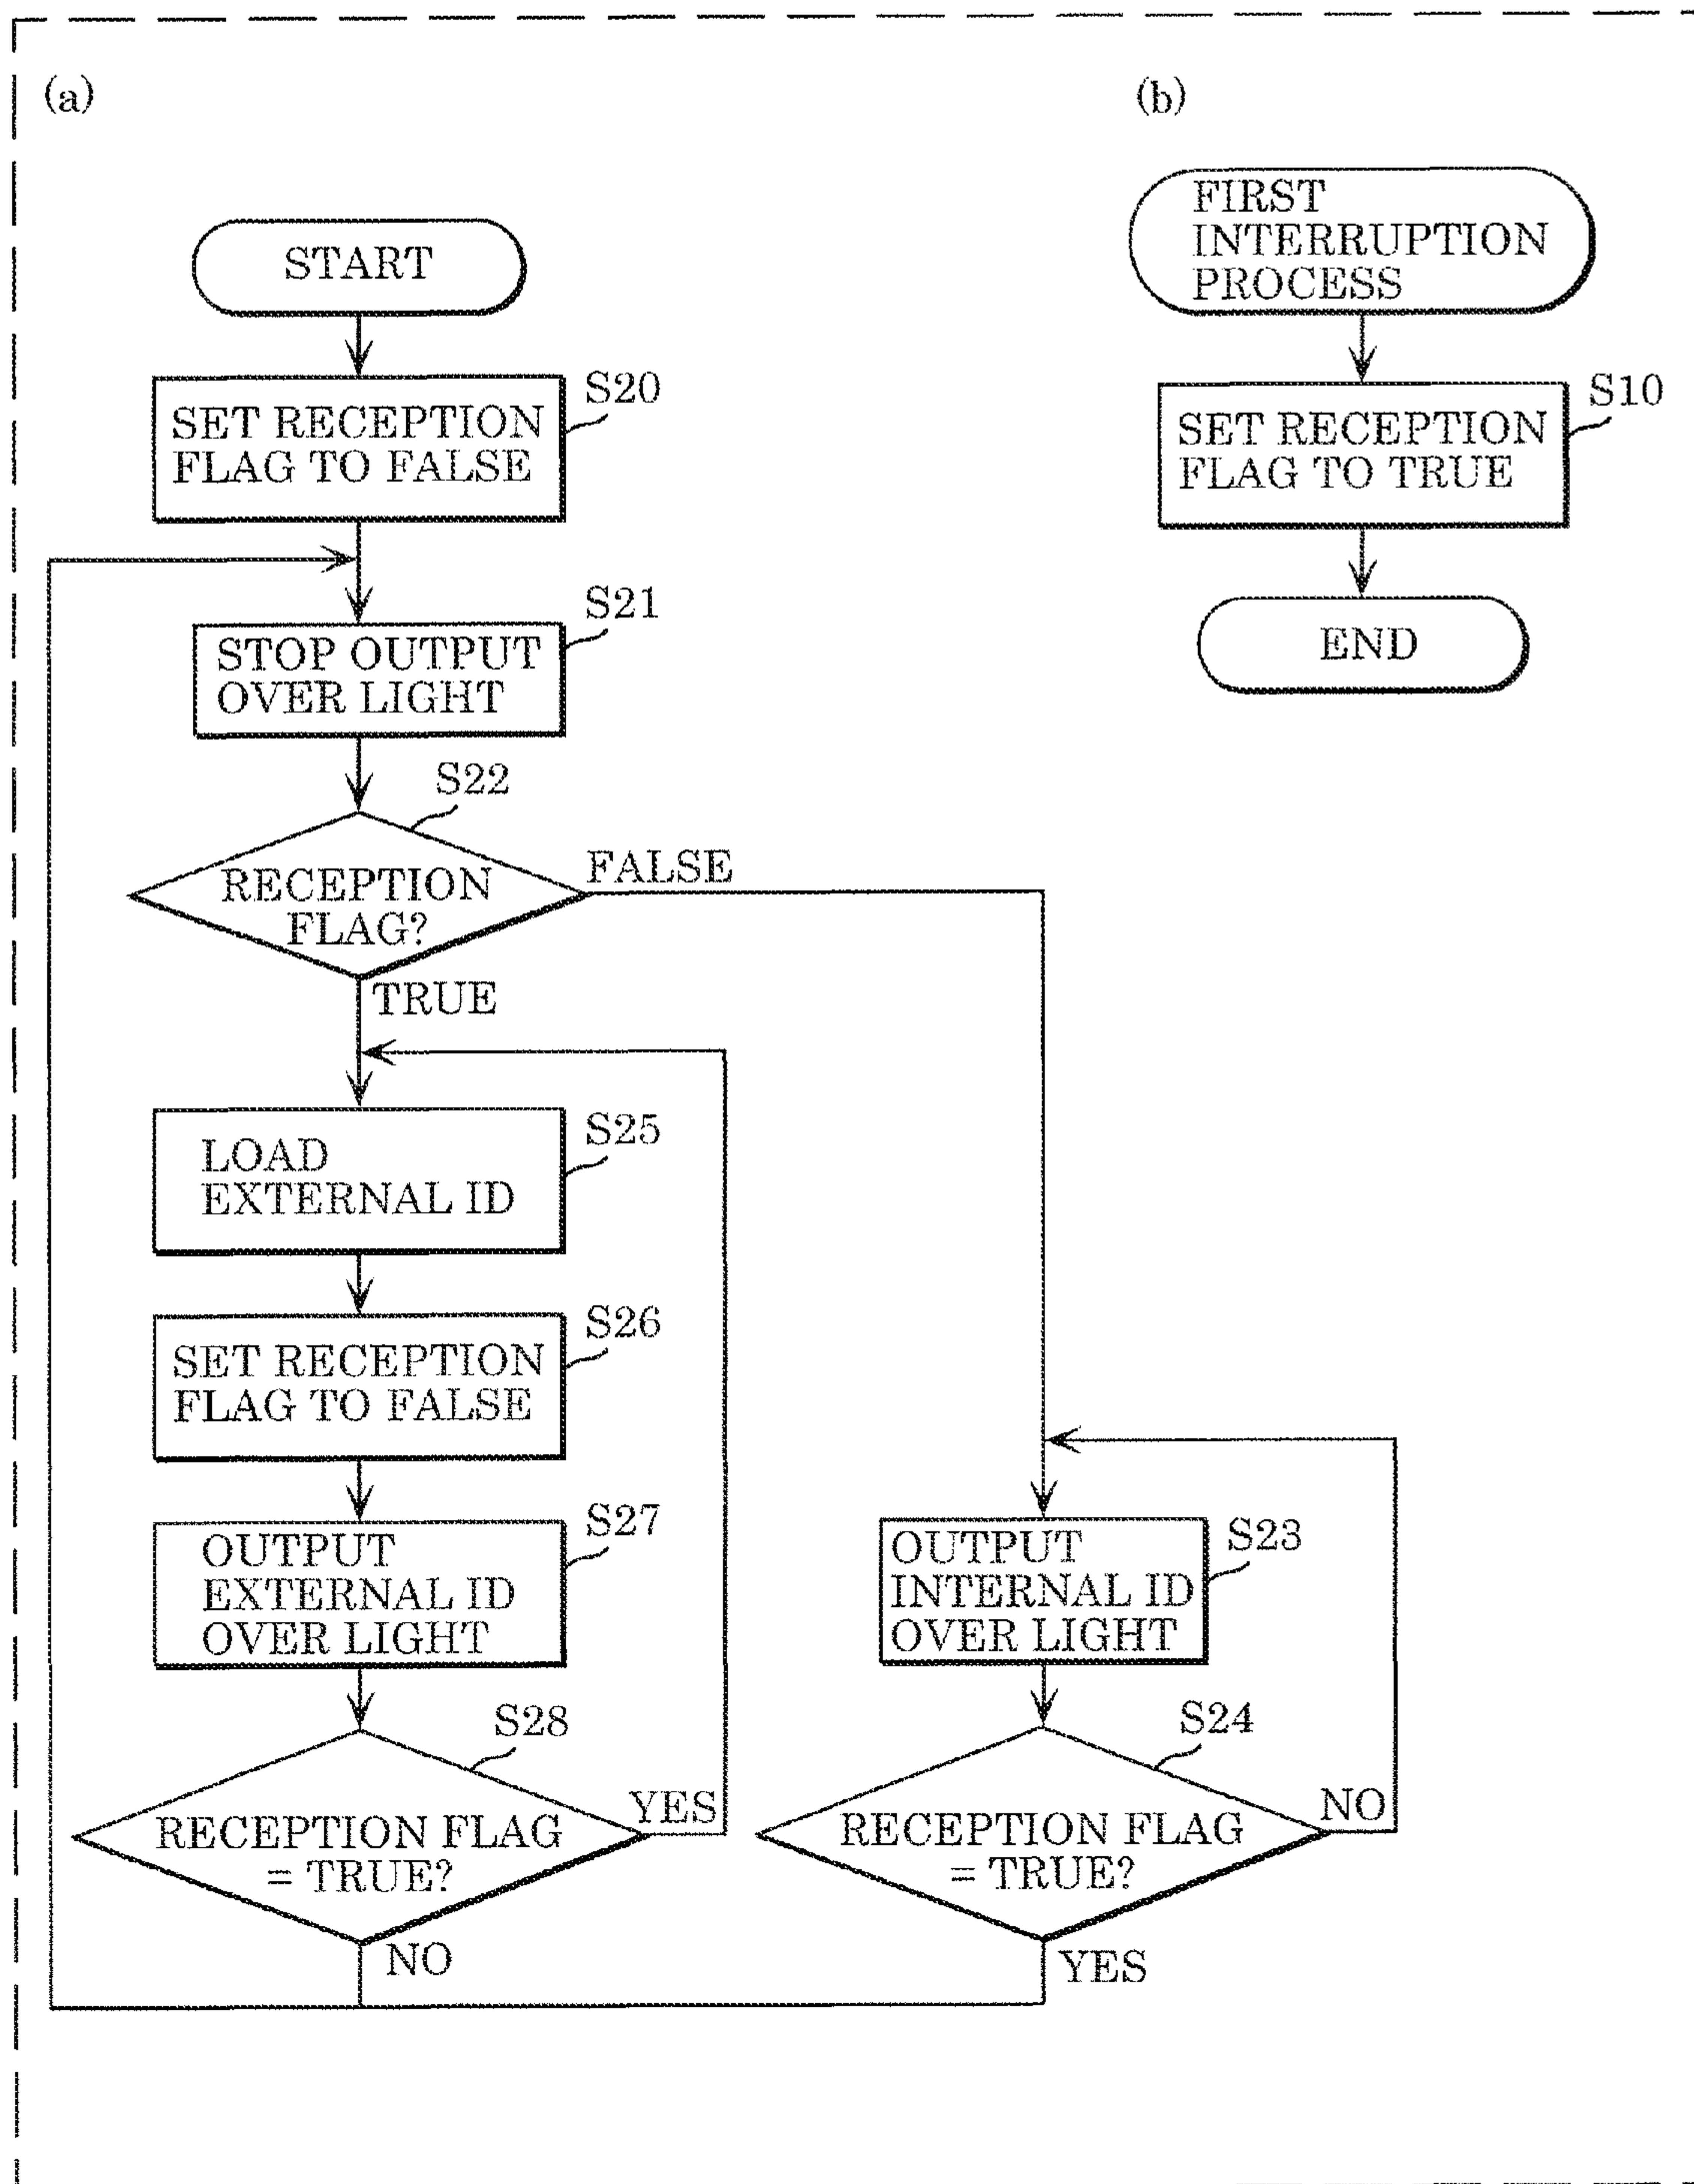 (a)
START
S20
SET RECEPTION
FLAG TO FALSE
S21
STOP OUTPUT
OVER LIGHT
S22
RECEPTION
FLAG?
FALSE
TRUE
S25
LOAD
EXTERNAL ID
S26
SET RECEPTION
FLAG TO FALSE
S27
OUTPUT
EXTERNAL ID
OVER LIGHT
S28
RECEPTION FLAG
= TRUE?
YES
NO
S23
OUTPUT
INTERNAL ID
OVER LIGHT
S24
RECEPTION FLAG
= TRUE?
NO
YES
(b)
FIRST
INTERRUPTION
PROCESS
S10
SET RECEPTION
FLAG TO TRUE
END